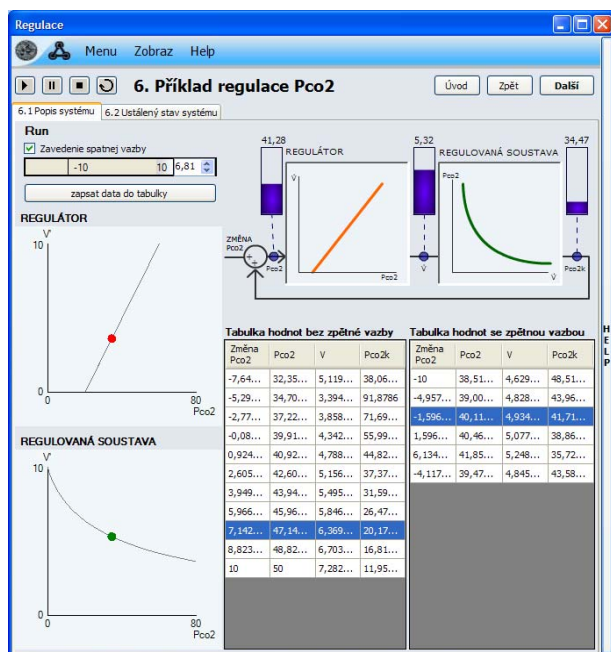 Regulace
Menu Zobraz Help
6. Příklad regulace Pco2
Úvod Zpět Další
6.1 Popis systému 6.2 Ustálený stav systému
Run
Zavedenie spatnej vazby
-10 10 6,81
zapsat data do tabulky
41,28 5,32 34,47
REGULÁTOR REGULOVANÁ SOUSTAVA
V̇ Pco2
Pco2 V̇
ZMĚNA
Pco2
Pco2 V̇ Pco2k
REGULÁTOR
V'
10
0
0 80
Pco2
REGULOVANÁ SOUSTAVA
V'
10
0
0 80
Pco2
Tabulka hodnot bez zpětné vazby
Změna Pco2 Pco2 V Pco2k
-7,64... 32,35... 5,119... 38,06...
-5,29... 34,70... 3,394... 91,8786
-2,77... 37,22... 3,858... 71,69...
-0,08... 39,91... 4,342... 55,99...
0,924... 40,92... 4,788... 44,82...
2,605... 42,60... 5,156... 37,37...
3,949... 43,94... 5,495... 31,59...
5,966... 45,96... 5,846... 26,47...
7,142... 47,14... 6,369... 20,17...
8,823... 48,82... 6,703... 16,81...
10 50 7,282... 11,95...
Tabulka hodnot se zpětnou vazbou
Změna Pco2 Pco2 V Pco2k
-10 38,51... 4,629... 48,51...
-4,957... 39,00... 4,828... 43,96...
-1,596... 40,11... 4,934... 41,71...
1,596... 40,46... 5,077... 38,86...
6,134... 41,85... 5,248... 35,72...
-4,117... 39,47... 4,845... 43,58...
HELP